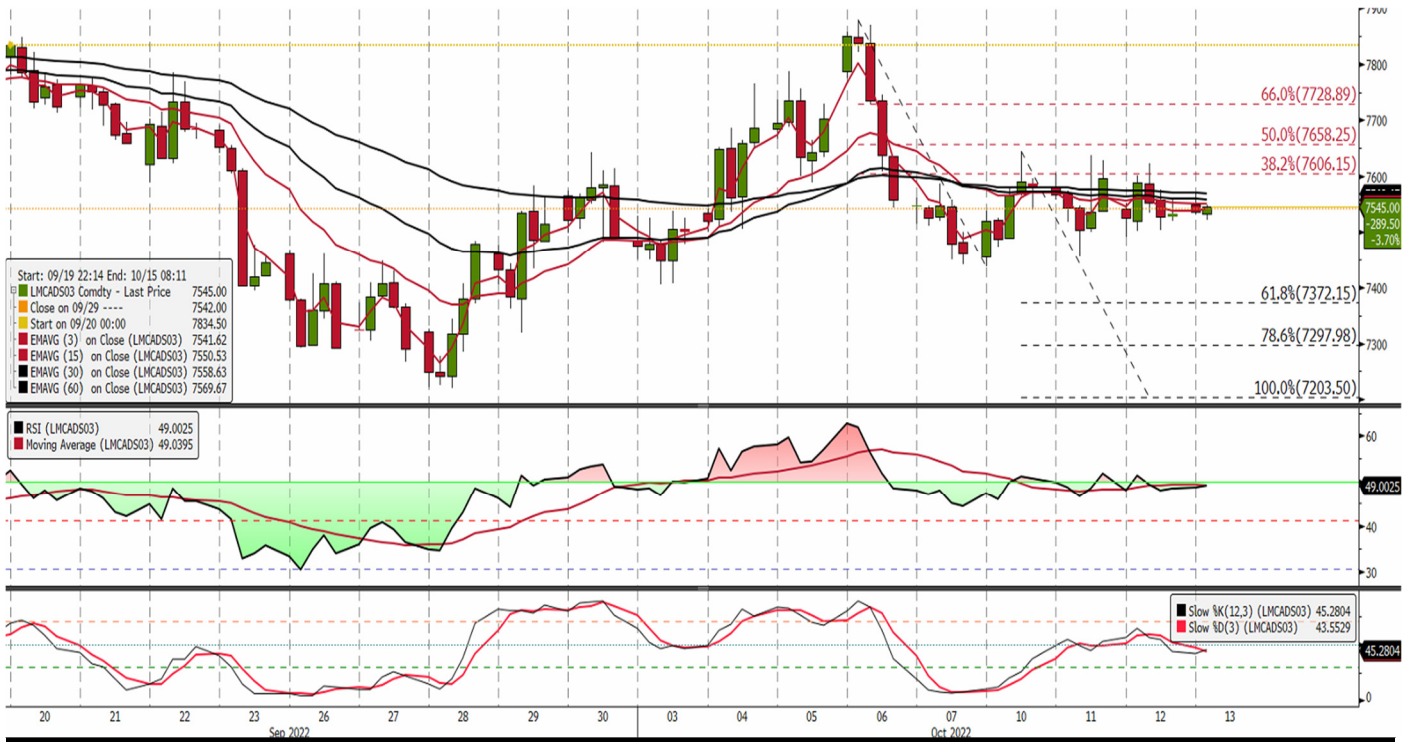 7900
7800
66.0%(7728.89)
7700
50.0%(7658.25)
38.2%(7606.15)
7600
7545.00
-289.50
-3.70%
7400
61.8%(7372.15)
7300
78.6%(7297.98)
100.0%(7203.50)
Start: 09/19 22:14 End: 10/15 08:11
LMCADS03 Comdty - Last Price 7545.00
Close on 09/29 ---- 7542.00
Start on 09/20 00:00 7834.50
EMAVG (3) on Close (LMCADS03) 7541.62
EMAVG (15) on Close (LMCADS03) 7550.53
EMAVG (30) on Close (LMCADS03) 7558.63
EMAVG (60) on Close (LMCADS03) 7569.67
RSI (LMCADS03) 49.0025
Moving Average (LMCADS03) 49.0395
60
49.0025
40
30
Slow %K(12,3) (LMCADS03) 45.2804
Slow %D(3) (LMCADS03) 43.5529
45.2804
0
20 21 22 23 26 27 28 29 30 03 04 05 06 07 10 11 12 13
Sep 2022 Oct 2022